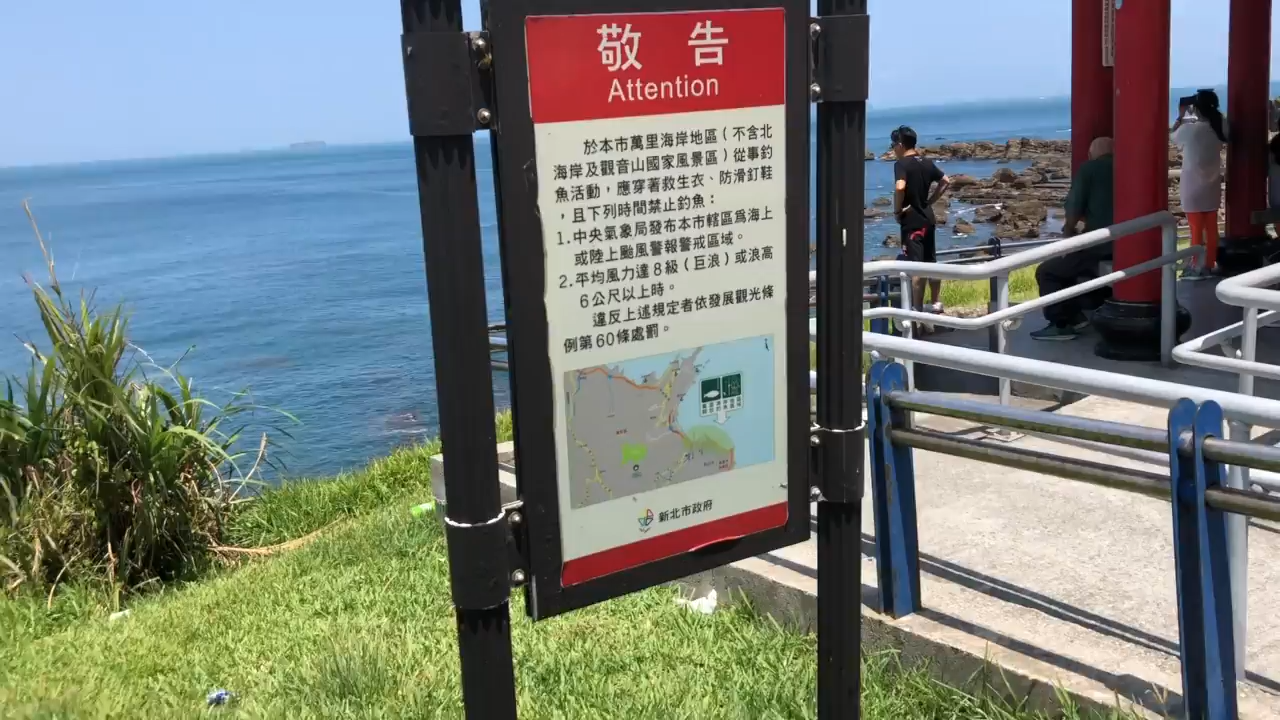 敬 告
Attention
於本市萬里海岸地區（不含北
海岸及觀音山國家風景區）從事釣
魚活動，應穿著救生衣、防滑釘鞋
，且下列時間禁止釣魚：
1.中央氣象局發布本市轄區為海上
或陸上颱風警報警戒區域。
2.平均風力達8級（巨浪）或浪高
6公尺以上時。
違反上述規定者依發展觀光條
例第60條處罰。
新北市政府